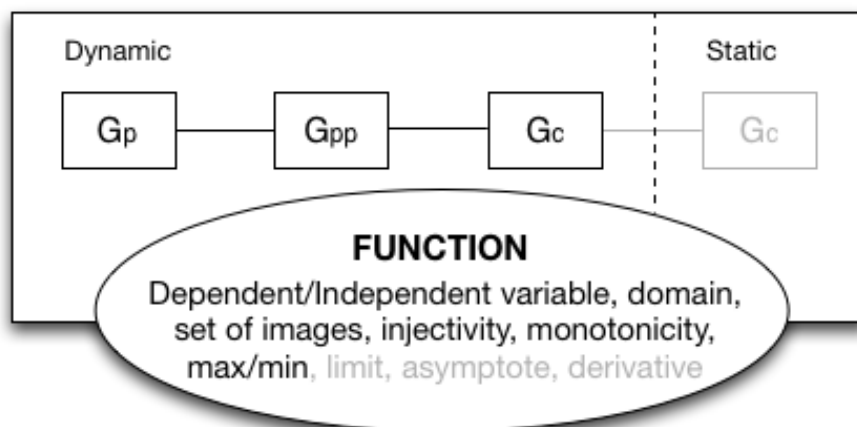 Dynamic Static
Gp Gpp Gc Gc
FUNCTION
Dependent/Independent variable, domain,
set of images, injectivity, monotonicity,
max/min, limit, asymptote, derivative